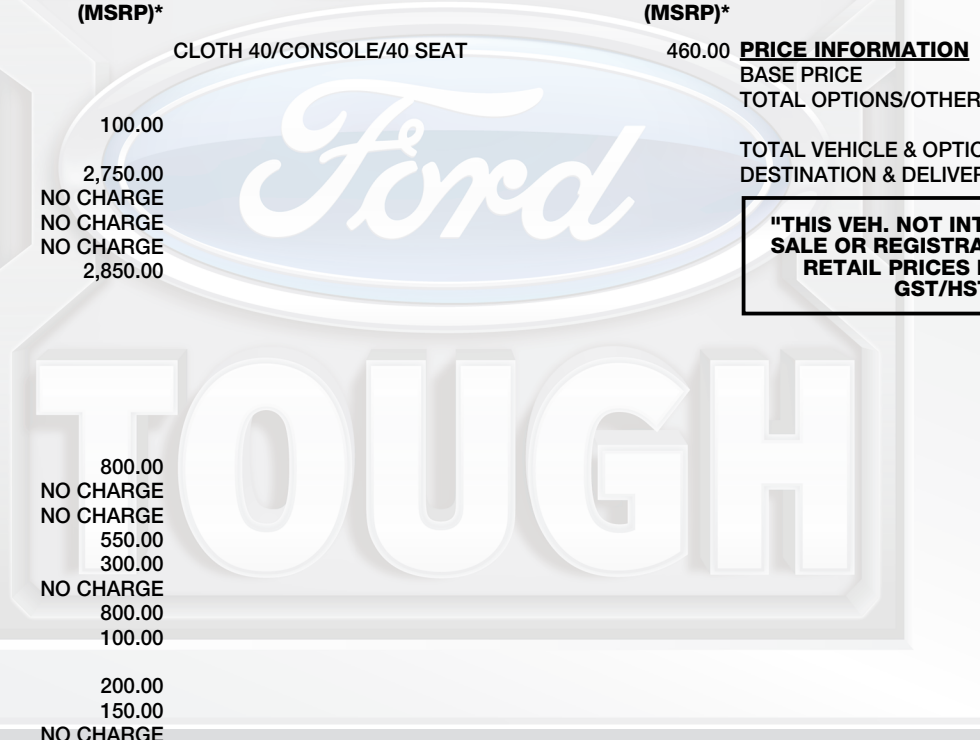 (MSRP)*
(MSRP)*
CLOTH 40/CONSOLE/40 SEAT 460.00
100.00
2,750.00
NO CHARGE
NO CHARGE
NO CHARGE
2,850.00
800.00
NO CHARGE
NO CHARGE
550.00
300.00
NO CHARGE
800.00
100.00
200.00
150.00
NO CHARGE
PRICE INFORMATION
BASE PRICE
TOTAL OPTIONS/OTHER
TOTAL VEHICLE & OPTIO
DESTINATION & DELIVER
"THIS VEH. NOT INT
SALE OR REGISTRA
RETAIL PRICES
GST/HST
Ford
TOUGH